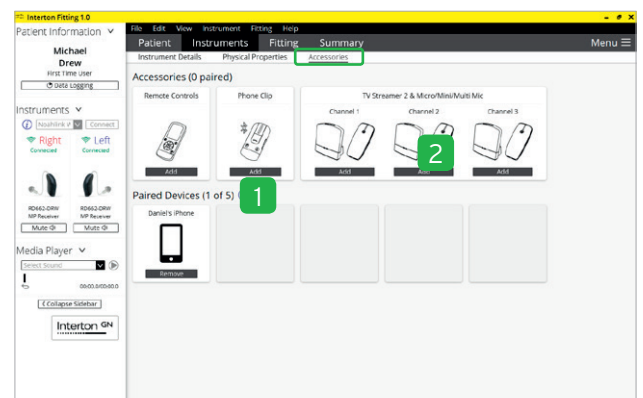 Interton Fitting 1.0
Patient Information
File Edit View Instrument Fitting Help
Patient Instruments Fitting Summary Menu
Instrument Details Physical Properties Accessories
Michael
Drew
First Time User
Data Logging
Instruments
Noahlink W Connect
Right Left
Connected Connected
RD662-DRW RD662-DRW
MP Receiver MP Receiver
Mute Mute
Media Player
Select Sound
00:00.0/00:00.0
Collapse Sidebar
Interton GN
Accessories (0 paired)
Remote Controls Phone Clip TV Streamer 2 & Micro/Mini/Multi Mic
Channel 1 Channel 2 Channel 3
Add Add Add Add Add
1 2
Paired Devices (1 of 5)
Daniel's iPhone
Remove